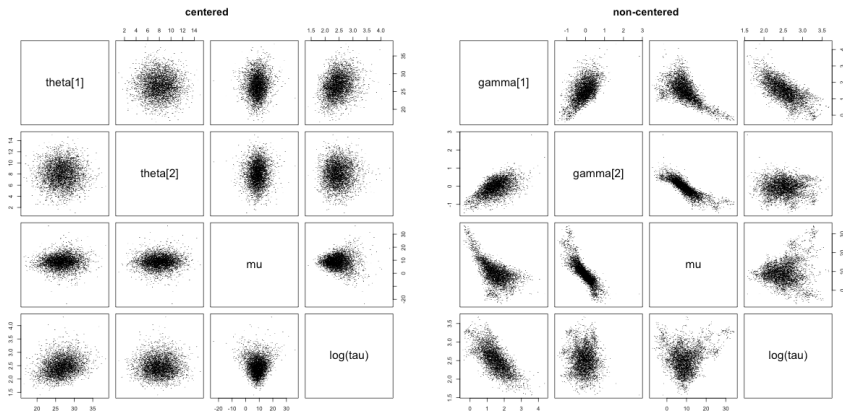 centered
non-centered
2 4 6 8 10 12 14
1.5 2.0 2.5 3.0 3.5 4.0
-1 0 1 2 3
1.5 2.0 2.5 3.0 3.5
theta[1]
20 25 30 35
gamma[1]
0 1 2 3 4
2 4 6 8 10 12 14
theta[2]
-1 0 1 2 3
gamma[2]
mu
-20 0 10 20 30
mu
1.5 2.0 2.5 3.0 3.5 4.0
log(tau)
1.5 2.0 2.5 3.0 3.5
log(tau)
20 25 30 35
-20 0 10 20 30
0 1 2 3 4
0 10 20 30